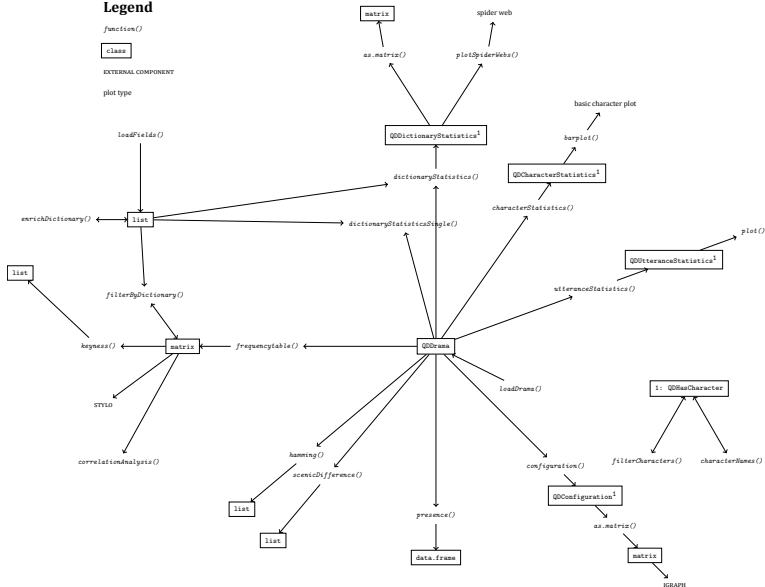 Legend
function()
class
EXTERNAL COMPONENT
plot type
matrix
spider web
as.matrix()
plotSpiderWebs()
basic character plot
loadFields()
QDDictionaryStatistics1
barplot()
dictionaryStatistics()
QDCharacterStatistics1
characterStatistics()
enrichDictionary()
list
dictionaryStatisticsSingle()
plot()
QDUtteranceStatistics1
list
utteranceStatistics()
filterByDictionary()
keyness()
matrix
frequencytable()
QDDrama
loadDrama()
1: QDHasCharacter
STYLO
correlationAnalysis()
hamming()
scenicDifference()
configuration()
filterCharacters()
characterNames()
list
presence()
QDConfiguration1
as.matrix()
list
data.frame
matrix
IGRAPH